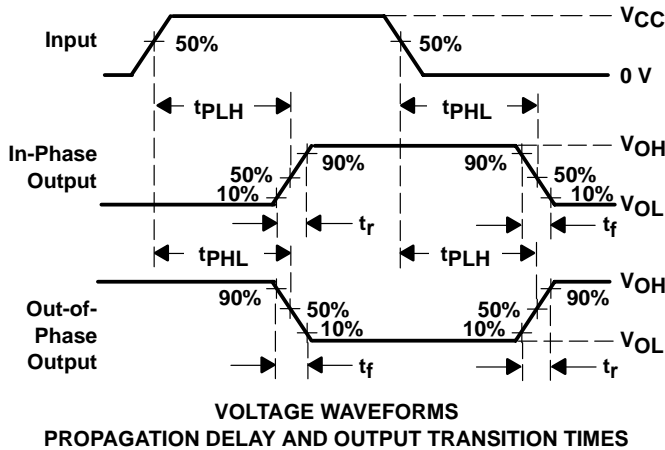 Input
50%
50%
VCC
0 V
tPLH
tPHL
In-Phase
Output
50%
10%
90%
90%
50%
10%
VOH
VOL
tr
tf
tPHL
tPLH
Out-of-
Phase
Output
90%
50%
10%
50%
10%
90%
VOH
VOL
tf
tr
VOLTAGE WAVEFORMS
PROPAGATION DELAY AND OUTPUT TRANSITION TIMES